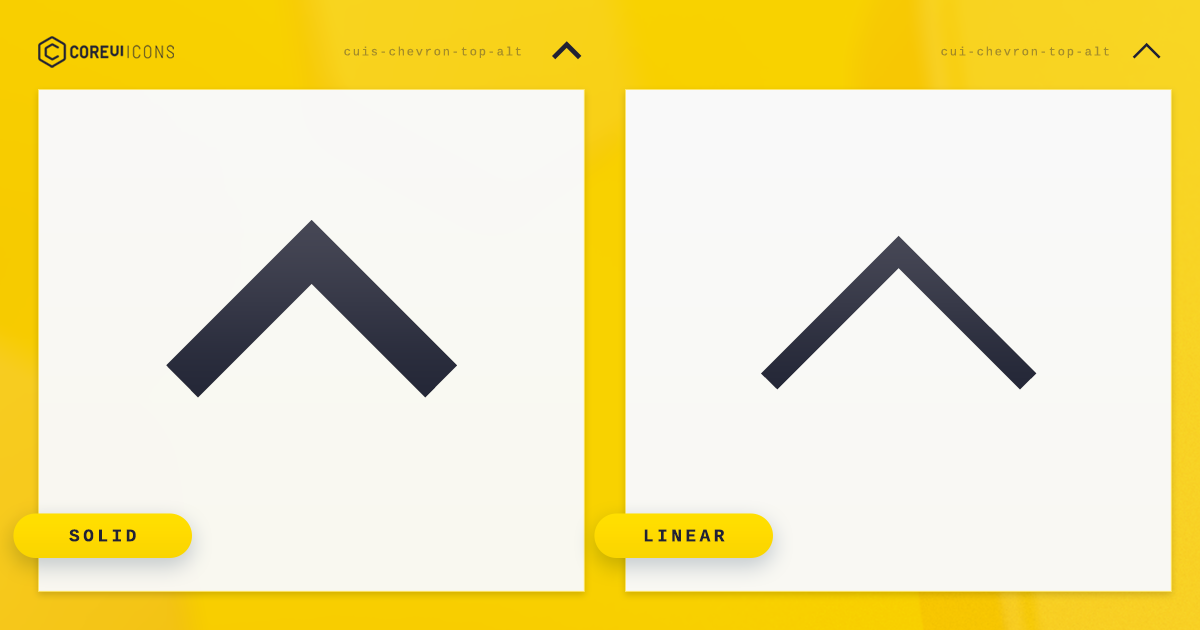 COREUI ICONS
cuis-chevron-top-alt
cui-chevron-top-alt
SOLID
LINEAR